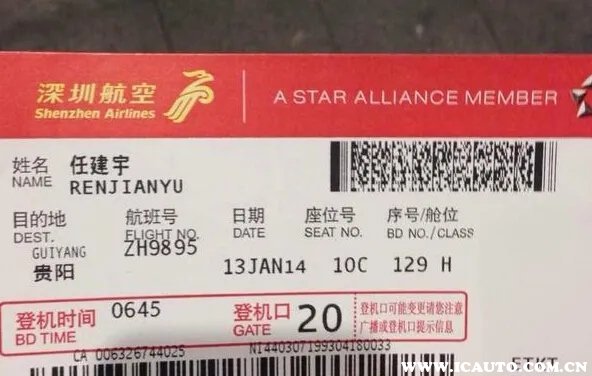 深圳航空 A STAR ALLIANCE MEMBER
Shenzhen Airlines
姓名 任建宇
NAME RENJIANYU
目的地 航班号 日期 座位号 序号/舱位
DEST. FLIGHT NO. DATE SEAT NO. BD NO./CLASS
GUIYANG ZH9895
贵阳 13JAN14 10C 129 H
登机时间 0645 登机口 20 登机口可能变更请您注意
BD TIME GATE 广播或登机口提示信息
CA 006326744025 NI440307199304180033
ETKT
www.icauto.com.cn